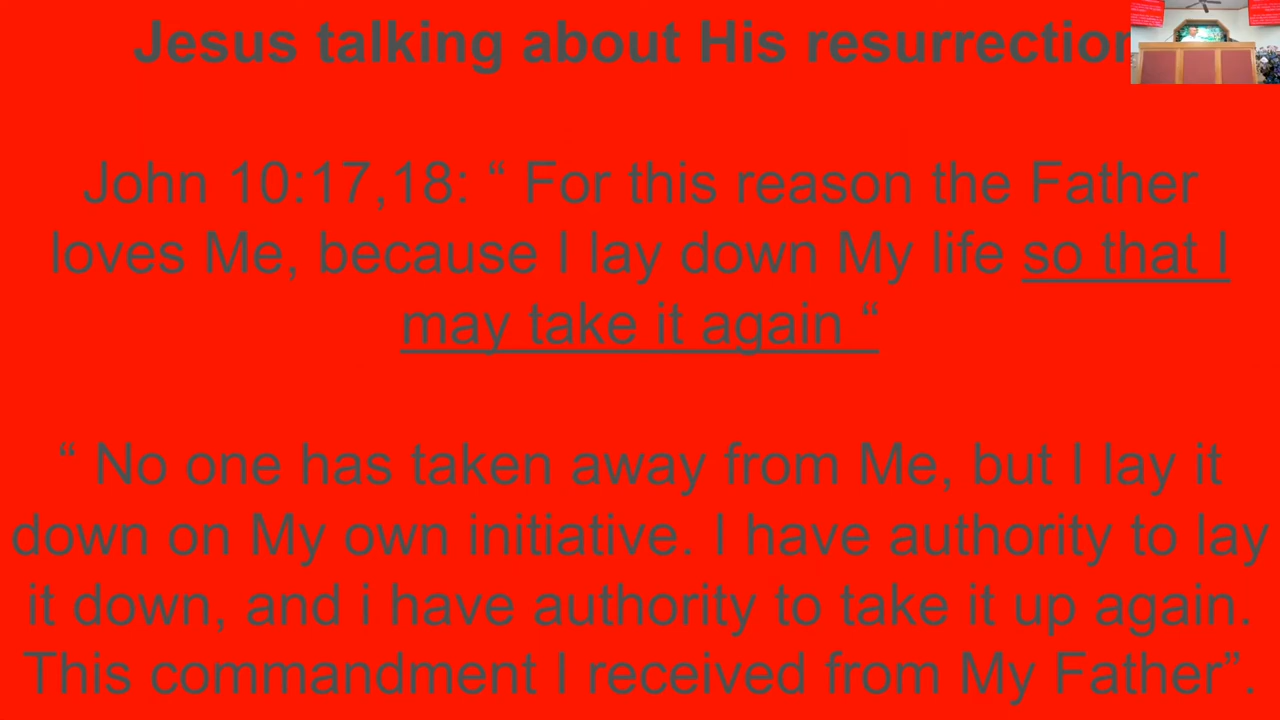 Jesus talking about His resurrection
John 10:17,18: “ For this reason the Father
loves Me, because I lay down My life so that I
may take it again “
“ No one has taken away from Me, but I lay it
down on My own initiative. I have authority to lay
it down, and i have authority to take it up again.
This commandment I received from My Father”.